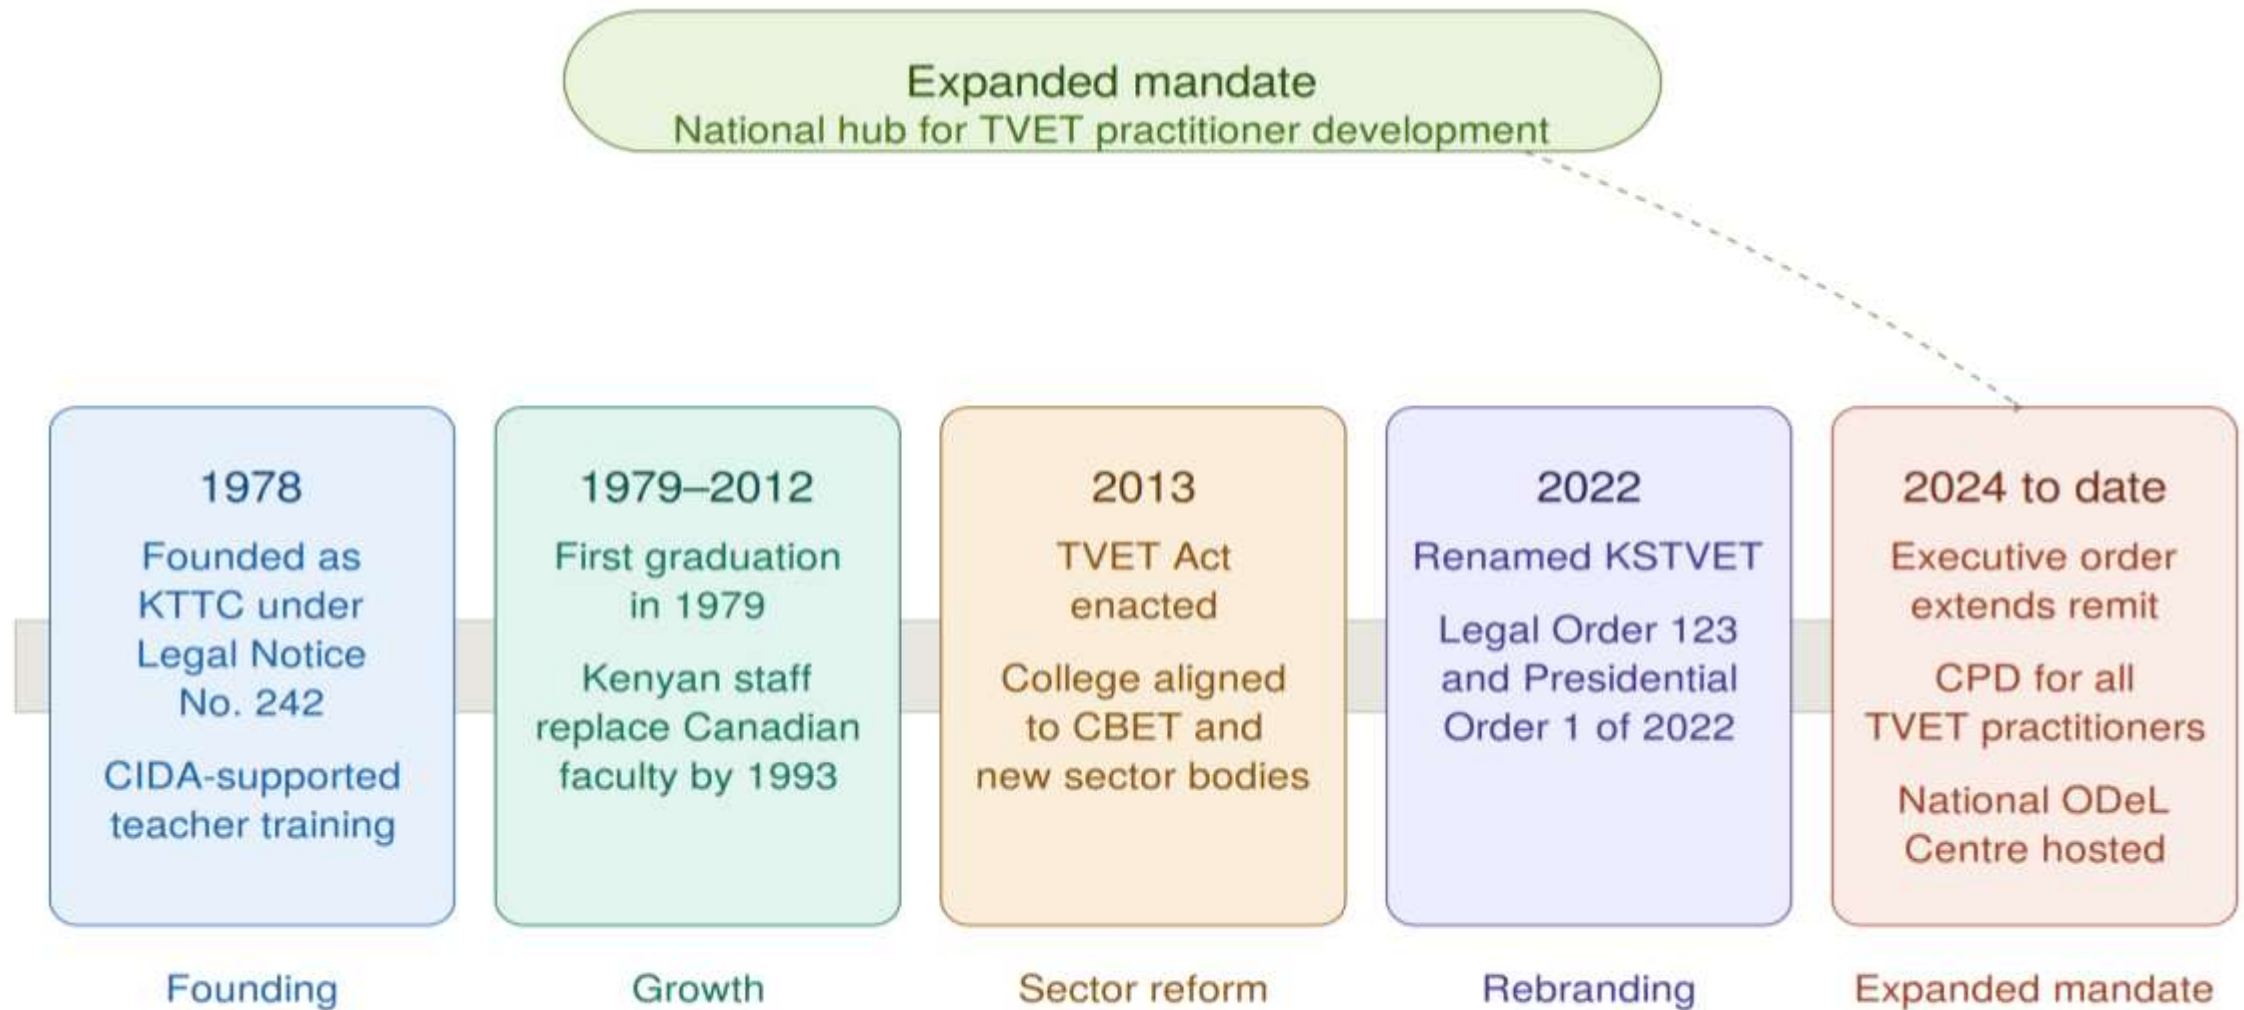 Expanded mandate
National hub for TVET practitioner development
1978
Founded as
KTTC under
Legal Notice
No. 242
CIDA-supported
teacher training
Founding
1979–2012
First graduation
in 1979
Kenyan staff
replace Canadian
faculty by 1993
Growth
2013
TVET Act
enacted
College aligned
to CBET and
new sector bodies
Sector reform
2022
Renamed KSTVET
Legal Order 123
and Presidential
Order 1 of 2022
Rebranding
2024 to date
Executive order
extends remit
CPD for all
TVET practitioners
National ODeL
Centre hosted
Expanded mandate